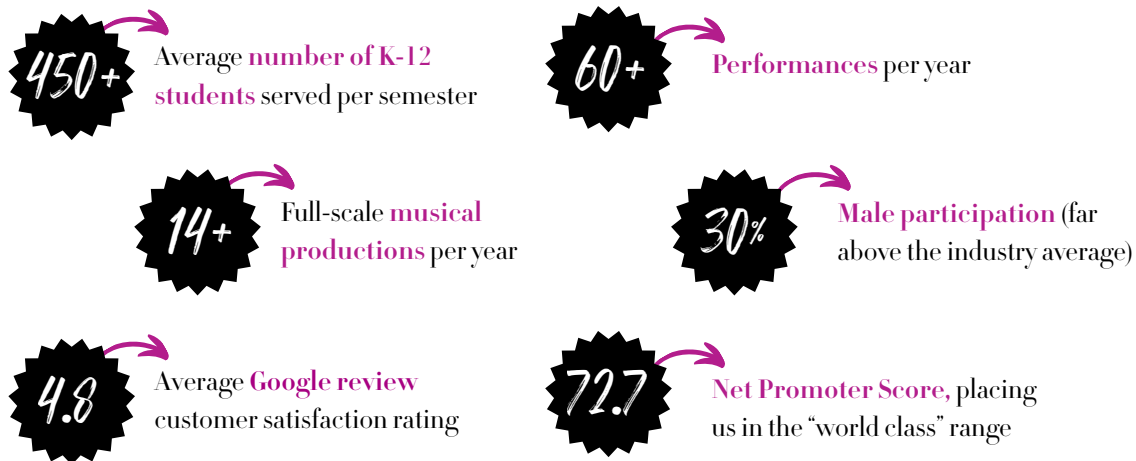 450+
Average number of K-12
students served per semester
60+
Performances per year
14+
Full-scale musical
productions per year
30%
Male participation (far
above the industry average)
4.8
Average Google review
customer satisfaction rating
72.7
Net Promoter Score, placing
us in the “world class” range